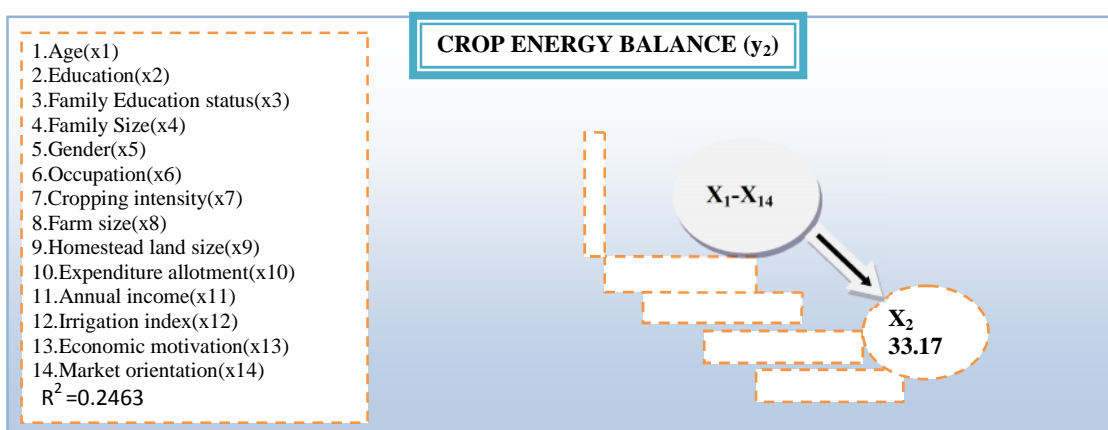 CROP ENERGY BALANCE (y₂)
1.Age(x1)
2.Education(x2)
3.Family Education status(x3)
4.Family Size(x4)
5.Gender(x5)
6.Occupation(x6)
7.Cropping intensity(x7)
8.Farm size(x8)
9.Homestead land size(x9)
10.Expenditure allotment(x10)
11.Annual income(x11)
12.Irrigation index(x12)
13.Economic motivation(x13)
14.Market orientation(x14)
R² =0.2463
X₁-X₁₄
X₂
33.17